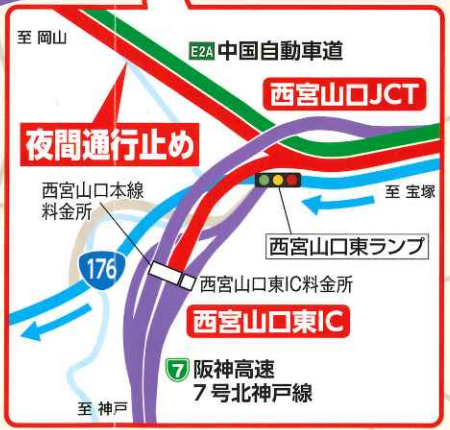 至 岡山
E2A 中国自動車道
西宮山口JCT
夜間通行止め
西宮山口本線
料金所
至 宝塚
西宮山口東ランプ
176
西宮山口東IC料金所
西宮山口東IC
7 阪神高速
7号北神戸線
至 神戸